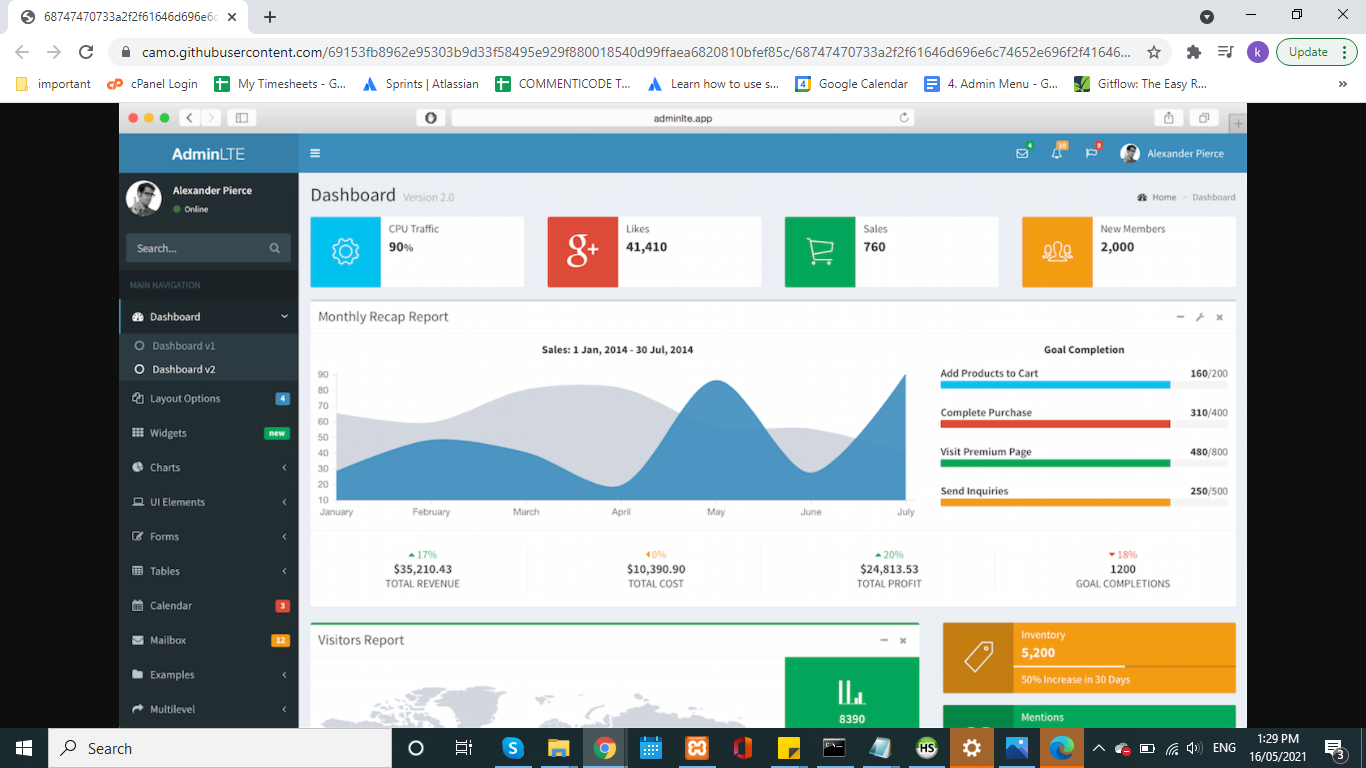 68747470733a2f2f61646d696e6c
camo.githubusercontent.com/69153fb8962e95303b9d33f58495e929f880018540d99ffaea6820810bfef85c/68747470733a2f2f61646d696e6c74652e696f2f41646...
k
Update
important
cPanel Login
My Timesheets - G...
Sprints | Atlassian
COMMENTICODE T...
Learn how to use s...
4
Google Calendar
4. Admin Menu - G...
Gitflow: The Easy R...
adminlte.app
AdminLTE
4
10
9
Alexander Pierce
Alexander Pierce
Online
Search...
MAIN NAVIGATION
Dashboard
Dashboard v1
Dashboard v2
Layout Options 4
Widgets new
Charts
UI Elements
Forms
Tables
Calendar 3
Mailbox 12
Examples
Multilevel
Dashboard Version 2.0
Home > Dashboard
CPU Traffic
90%
g+
Likes
41,410
Sales
760
New Members
2,000
Monthly Recap Report
Sales: 1 Jan, 2014 - 30 Jul, 2014
90
80
70
60
50
40
30
20
10
January February March April May June July
Goal Completion
Add Products to Cart 160/200
Complete Purchase 310/400
Visit Premium Page 480/800
Send Inquiries 250/500
17%
$35,210.43
TOTAL REVENUE
0%
$10,390.90
TOTAL COST
20%
$24,813.53
TOTAL PROFIT
18%
1200
GOAL COMPLETIONS
Visitors Report
8390
Inventory
5,200
50% Increase in 30 Days
Mentions
Search
S
HS
ENG
1:29 PM
16/05/2021
3